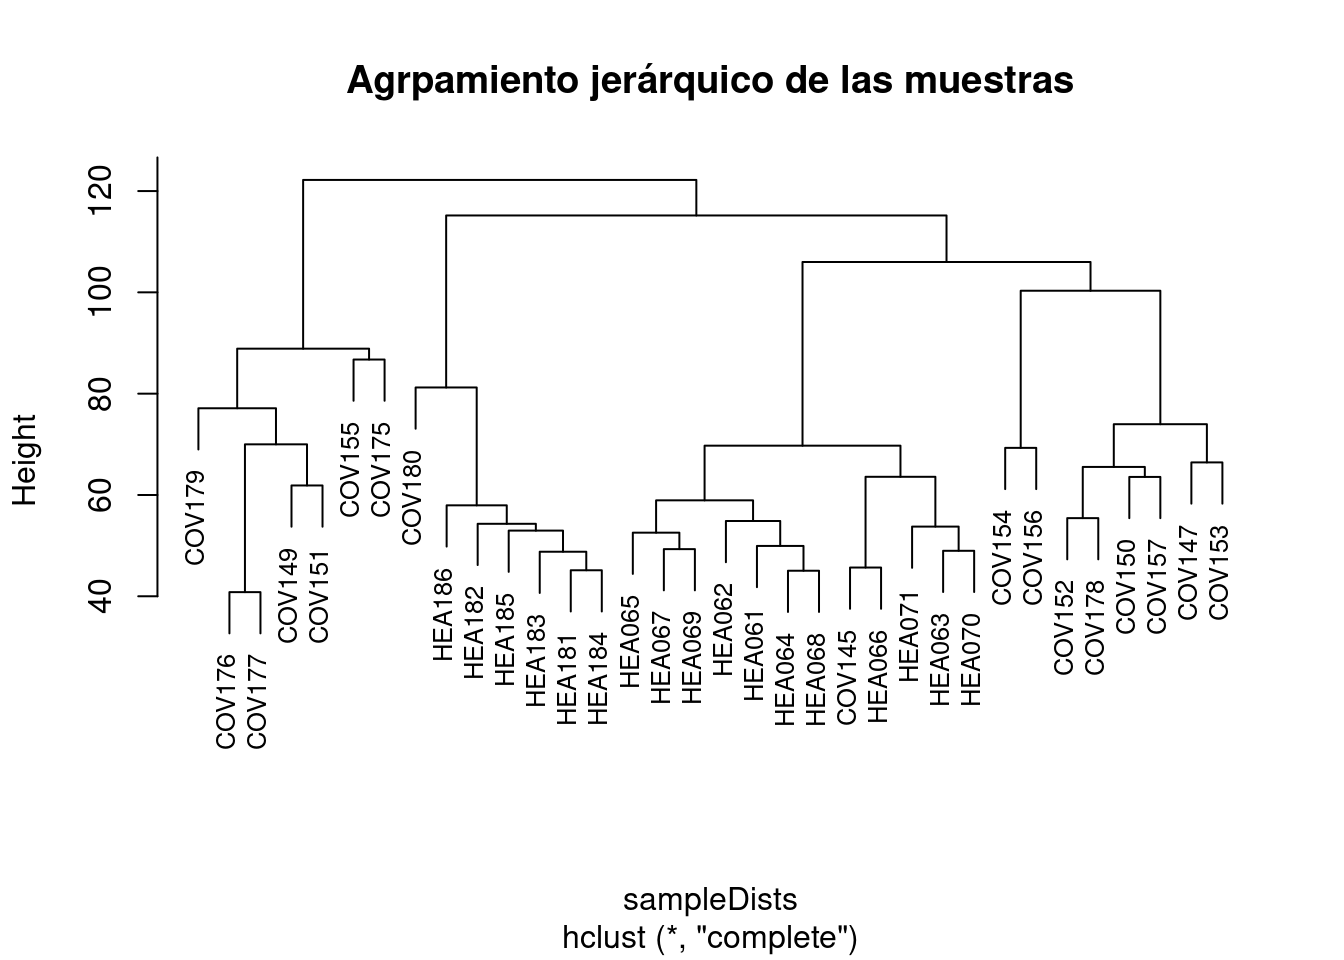 Agrpamiento jerárquico de las muestras
Height
120
100
80
60
40
COV179
COV176
COV177
COV149
COV151
COV155
COV175
COV180
HEA186
HEA182
HEA185
HEA183
HEA181
HEA184
HEA065
HEA067
HEA069
HEA062
HEA061
HEA064
HEA068
COV145
HEA066
HEA071
HEA063
HEA070
COV154
COV156
COV152
COV178
COV150
COV157
COV147
COV153
sampleDists
hclust (*, "complete")